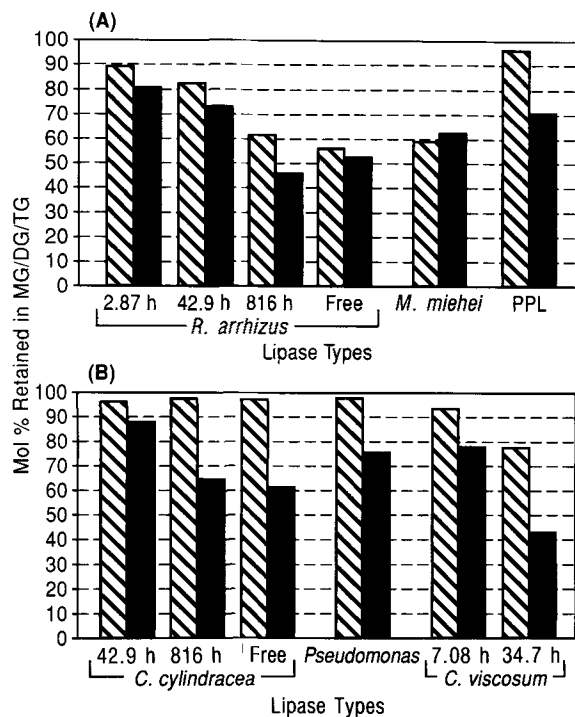 (A)
Mol % Retained in MG/DG/TG
100
90
80
70
60
50
40
30
20
10
0
2.87 h 42.9 h 816 h Free M. miehei PPL
R. arrhizus
Lipase Types
(B)
100
90
80
70
60
50
40
30
20
10
0
42.9 h 816 h Free Pseudomonas 7.08 h 34.7 h
C. cylindracea C. viscosum
Lipase Types